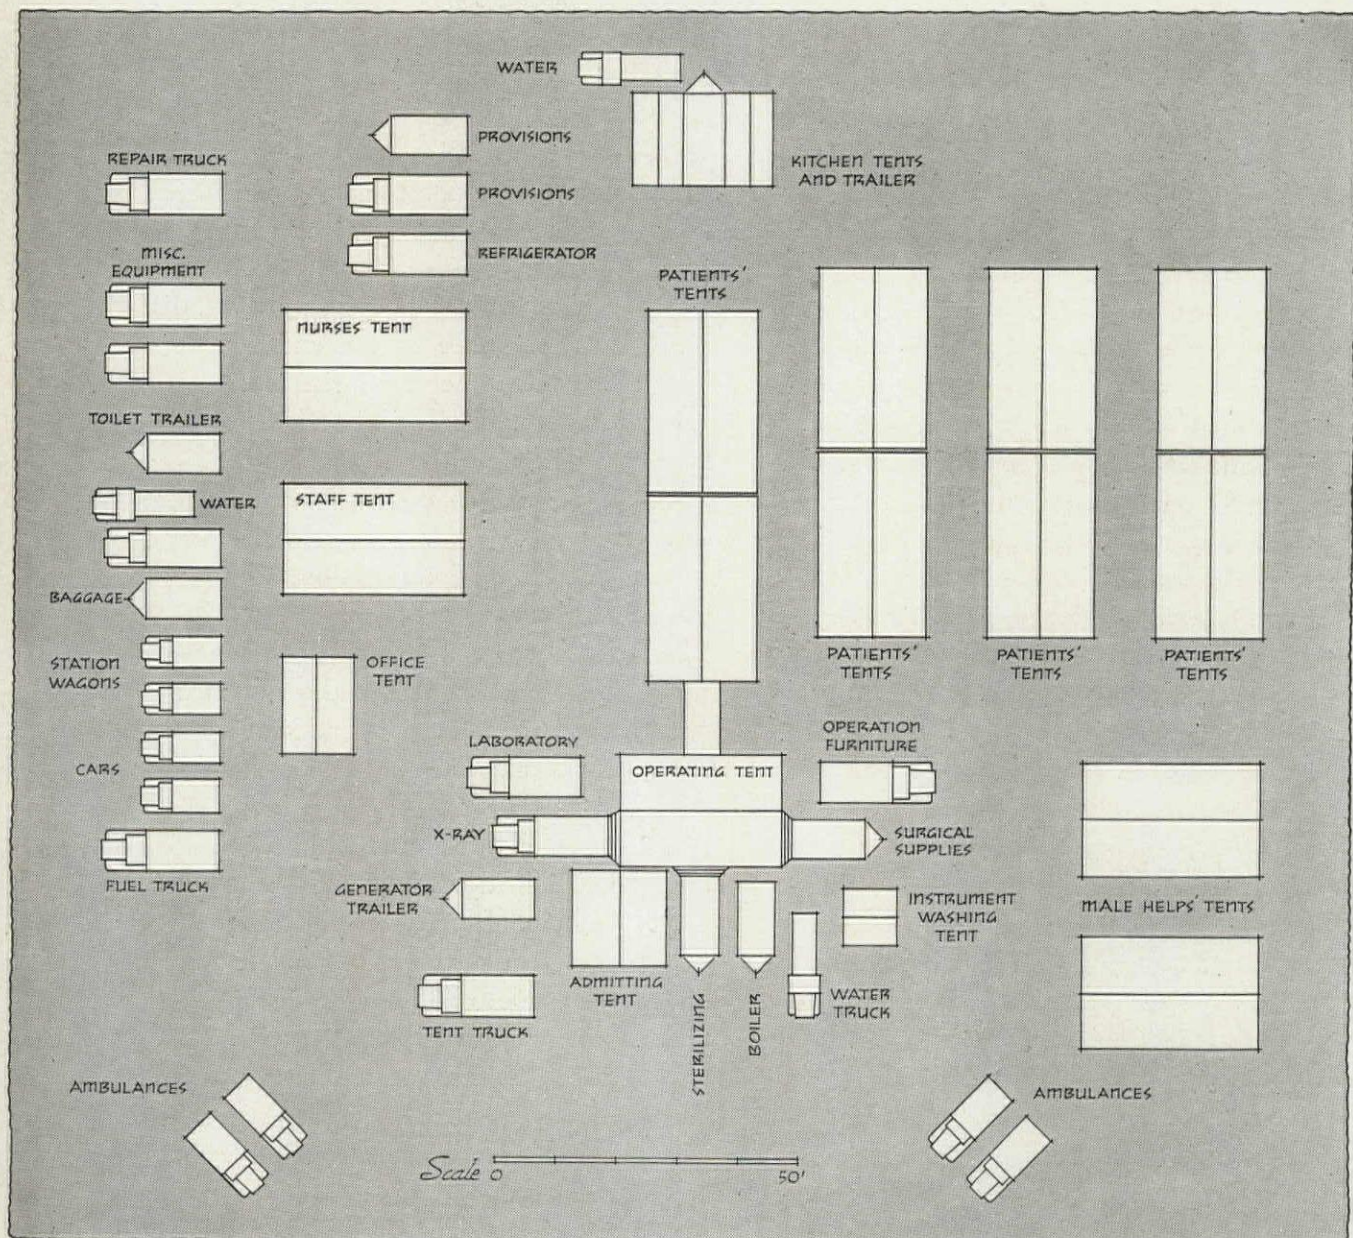 WATER
PROVISIONS
REPAIR TRUCK
KITCHEN TENTS
AND TRAILER
PROVISIONS
MISC.
EQUIPMENT
REFRIGERATOR
PATIENTS'
TENTS
NURSES TENT
TOILET TRAILER
WATER
STAFF TENT
BAGGAGE
STATION
WAGONS
OFFICE
TENT
PATIENTS'
TENTS
PATIENTS'
TENTS
PATIENTS'
TENTS
CARS
LABORATORY
OPERATING TENT
OPERATION
FURNITURE
X-RAY
SURGICAL
SUPPLIES
FUEL TRUCK
GENERATOR
TRAILER
INSTRUMENT
WASHING
TENT
MALE HELPS' TENTS
ADMITTING
TENT
STERILIZING
BOILER
WATER
TRUCK
TENT TRUCK
AMBULANCES
AMBULANCES
Scale 0 50'